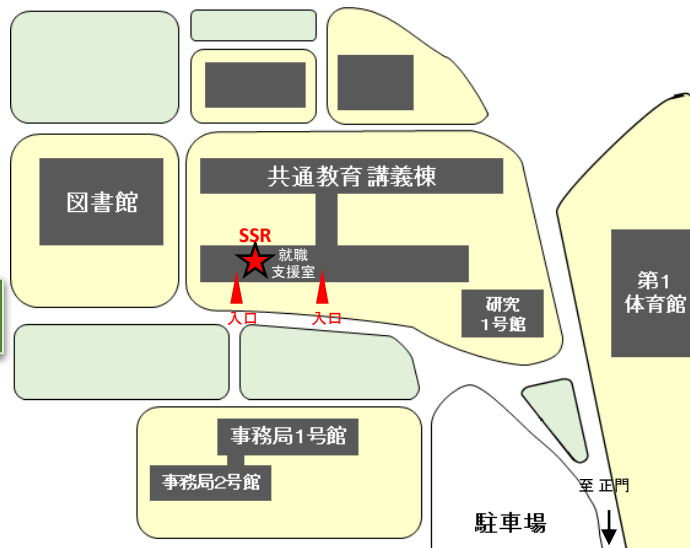 共通教育 講義棟
図書館
SSR
就職
支援室
入口
入口
研究
1号館
第1
体育館
事務局1号館
事務局2号館
至 正門
駐車場